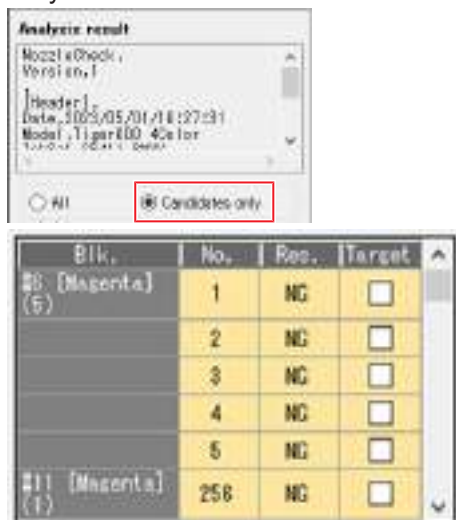 Analysis result
NozzleCheck,
Version,1
[Header],
Date,2023/05/01/18:27:31
Model,Tiger600 4Color
All
Candidates only
Blk. No. Res. Target
[Magenta] 1 NG
(5)
2 NG
3 NG
4 NG
5 NG
#11 [Magenta] 256 NG
(1)